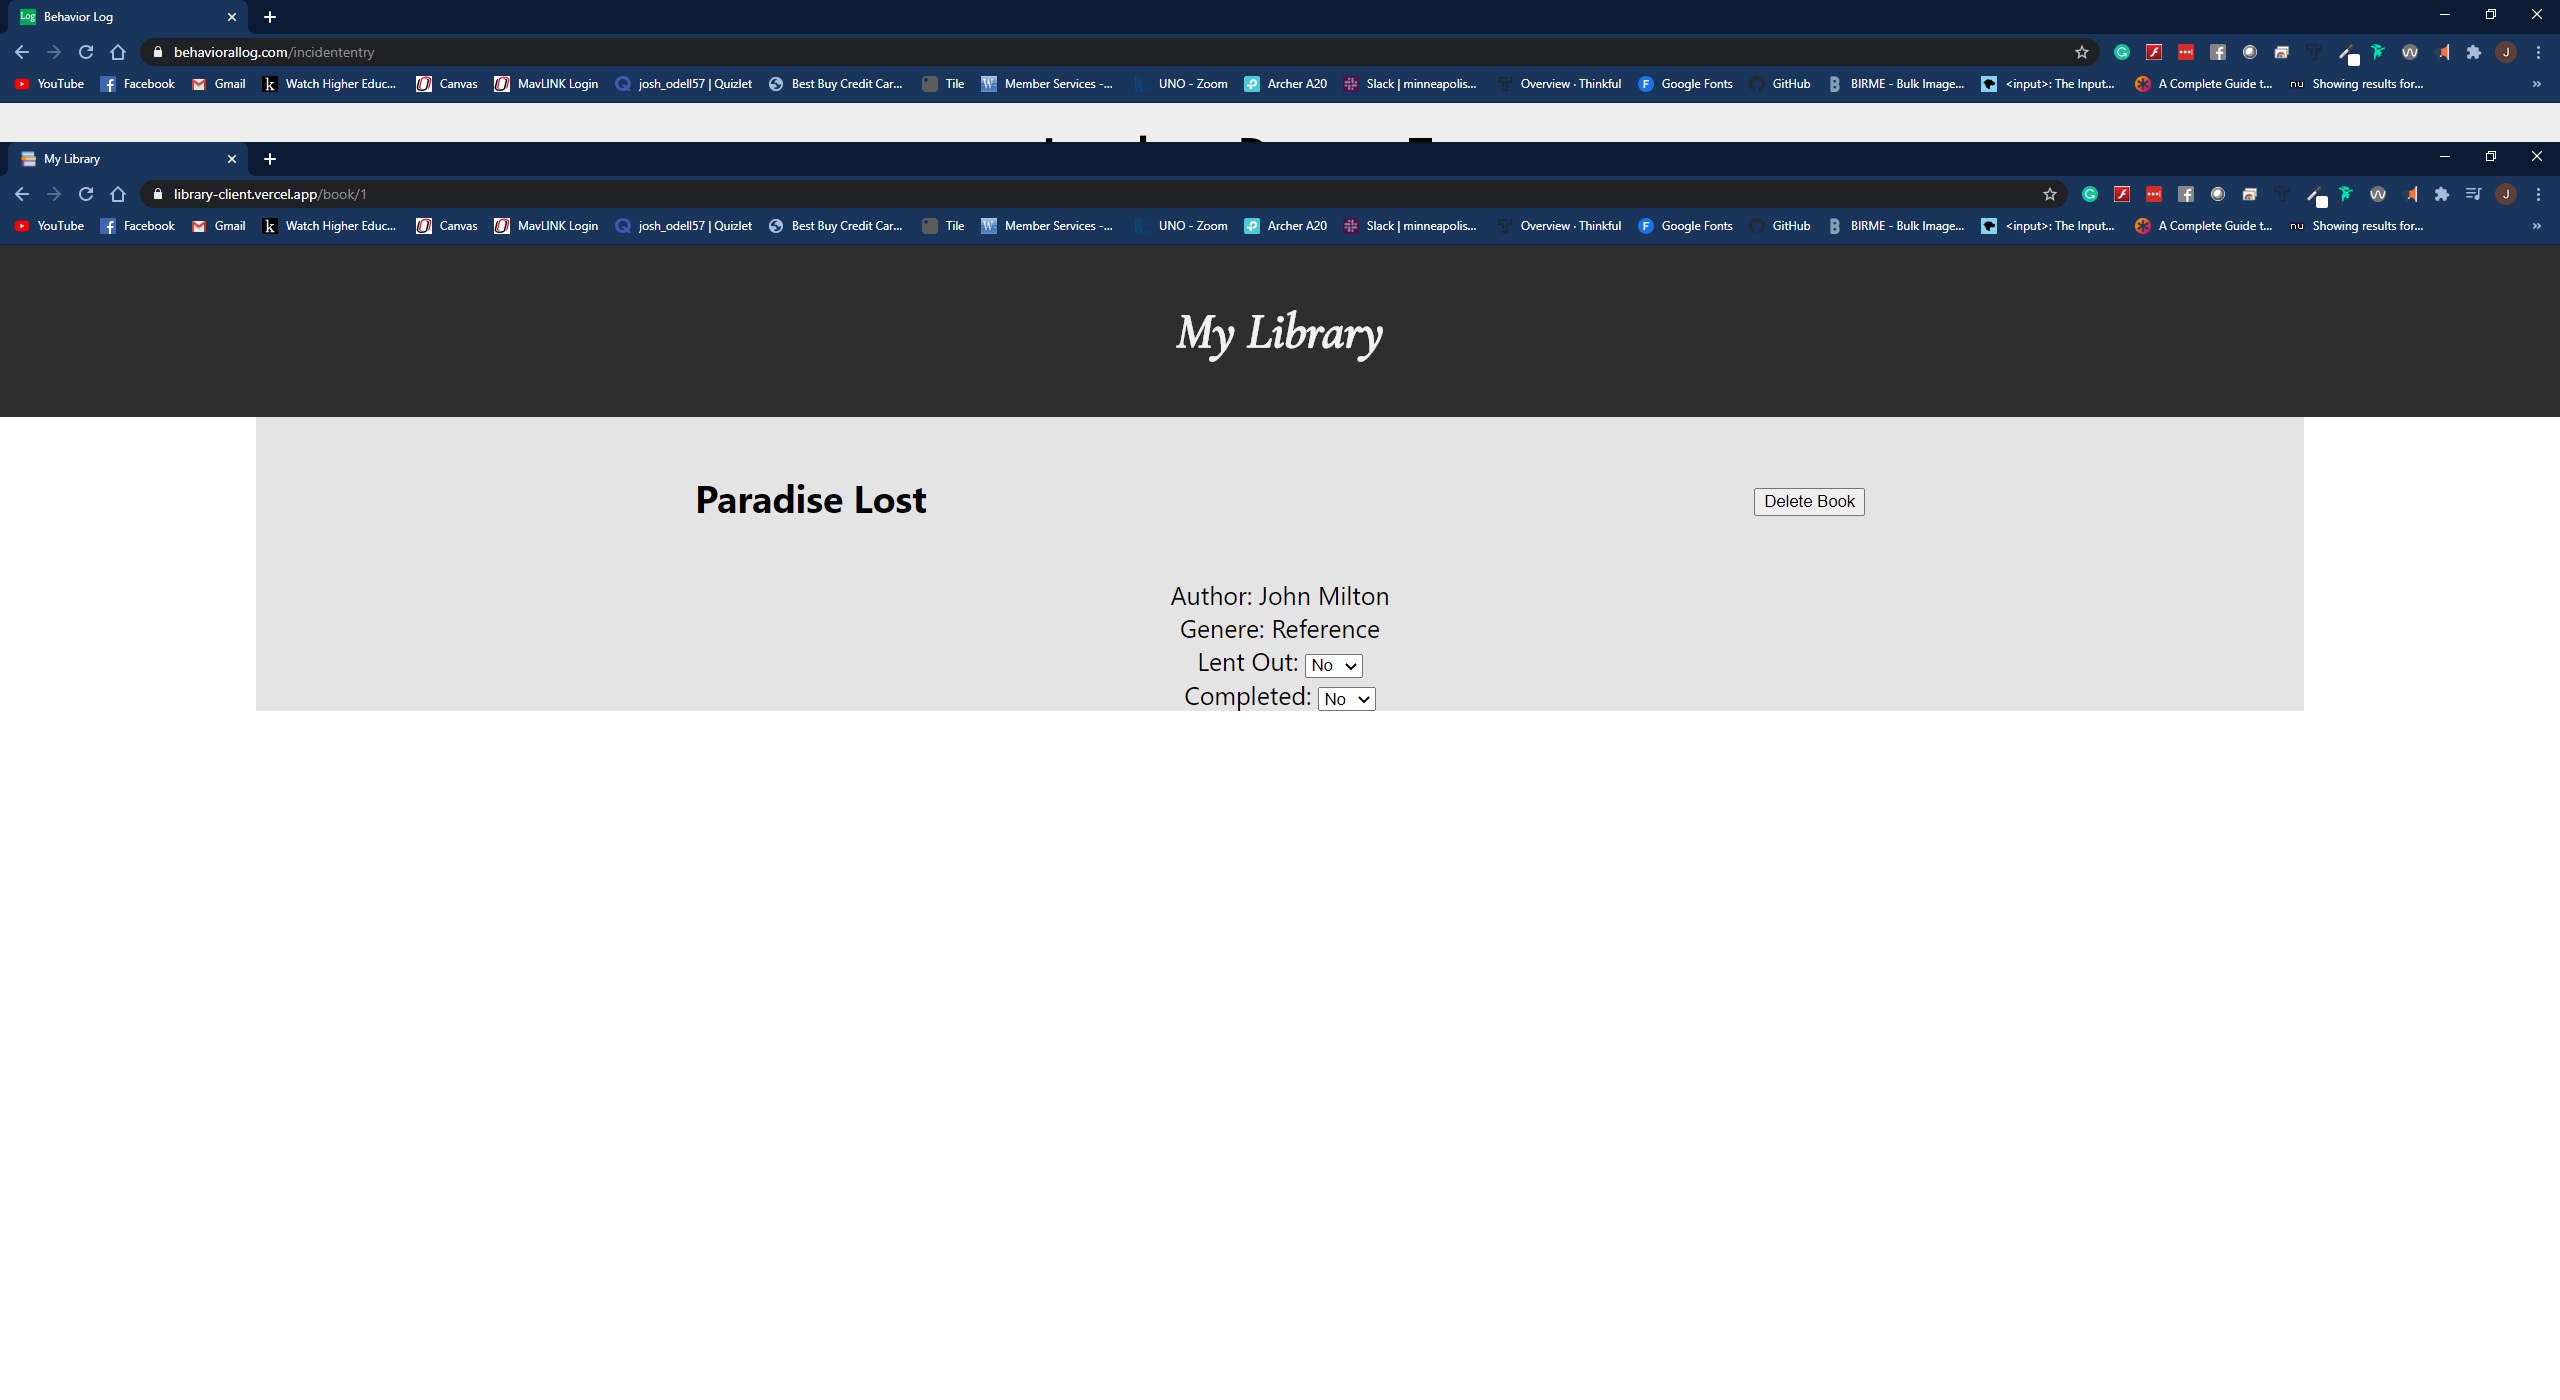 Log Behavior Log
behaviorallog.com/incidententry
YouTube Facebook Gmail k Watch Higher Educ... Canvas MavLINK Login josh_odell57 | Quizlet Best Buy Credit Car... Tile Member Services -... UNO - Zoom Archer A20 Slack | minneapolis... Overview · Thinkful Google Fonts GitHub BIRME - Bulk Image... <input>: The Input... A Complete Guide t... nu Showing results for... »
My Library
library-client.vercel.app/book/1
J
YouTube Facebook Gmail k Watch Higher Educ... Canvas MavLINK Login josh_odell57 | Quizlet Best Buy Credit Car... Tile Member Services -... UNO - Zoom Archer A20 Slack | minneapolis... Overview · Thinkful Google Fonts GitHub BIRME - Bulk Image... <input>: The Input... A Complete Guide t... nu Showing results for... »
My Library
Paradise Lost
Delete Book
Author: John Milton
Genere: Reference
Lent Out: No
Completed: No